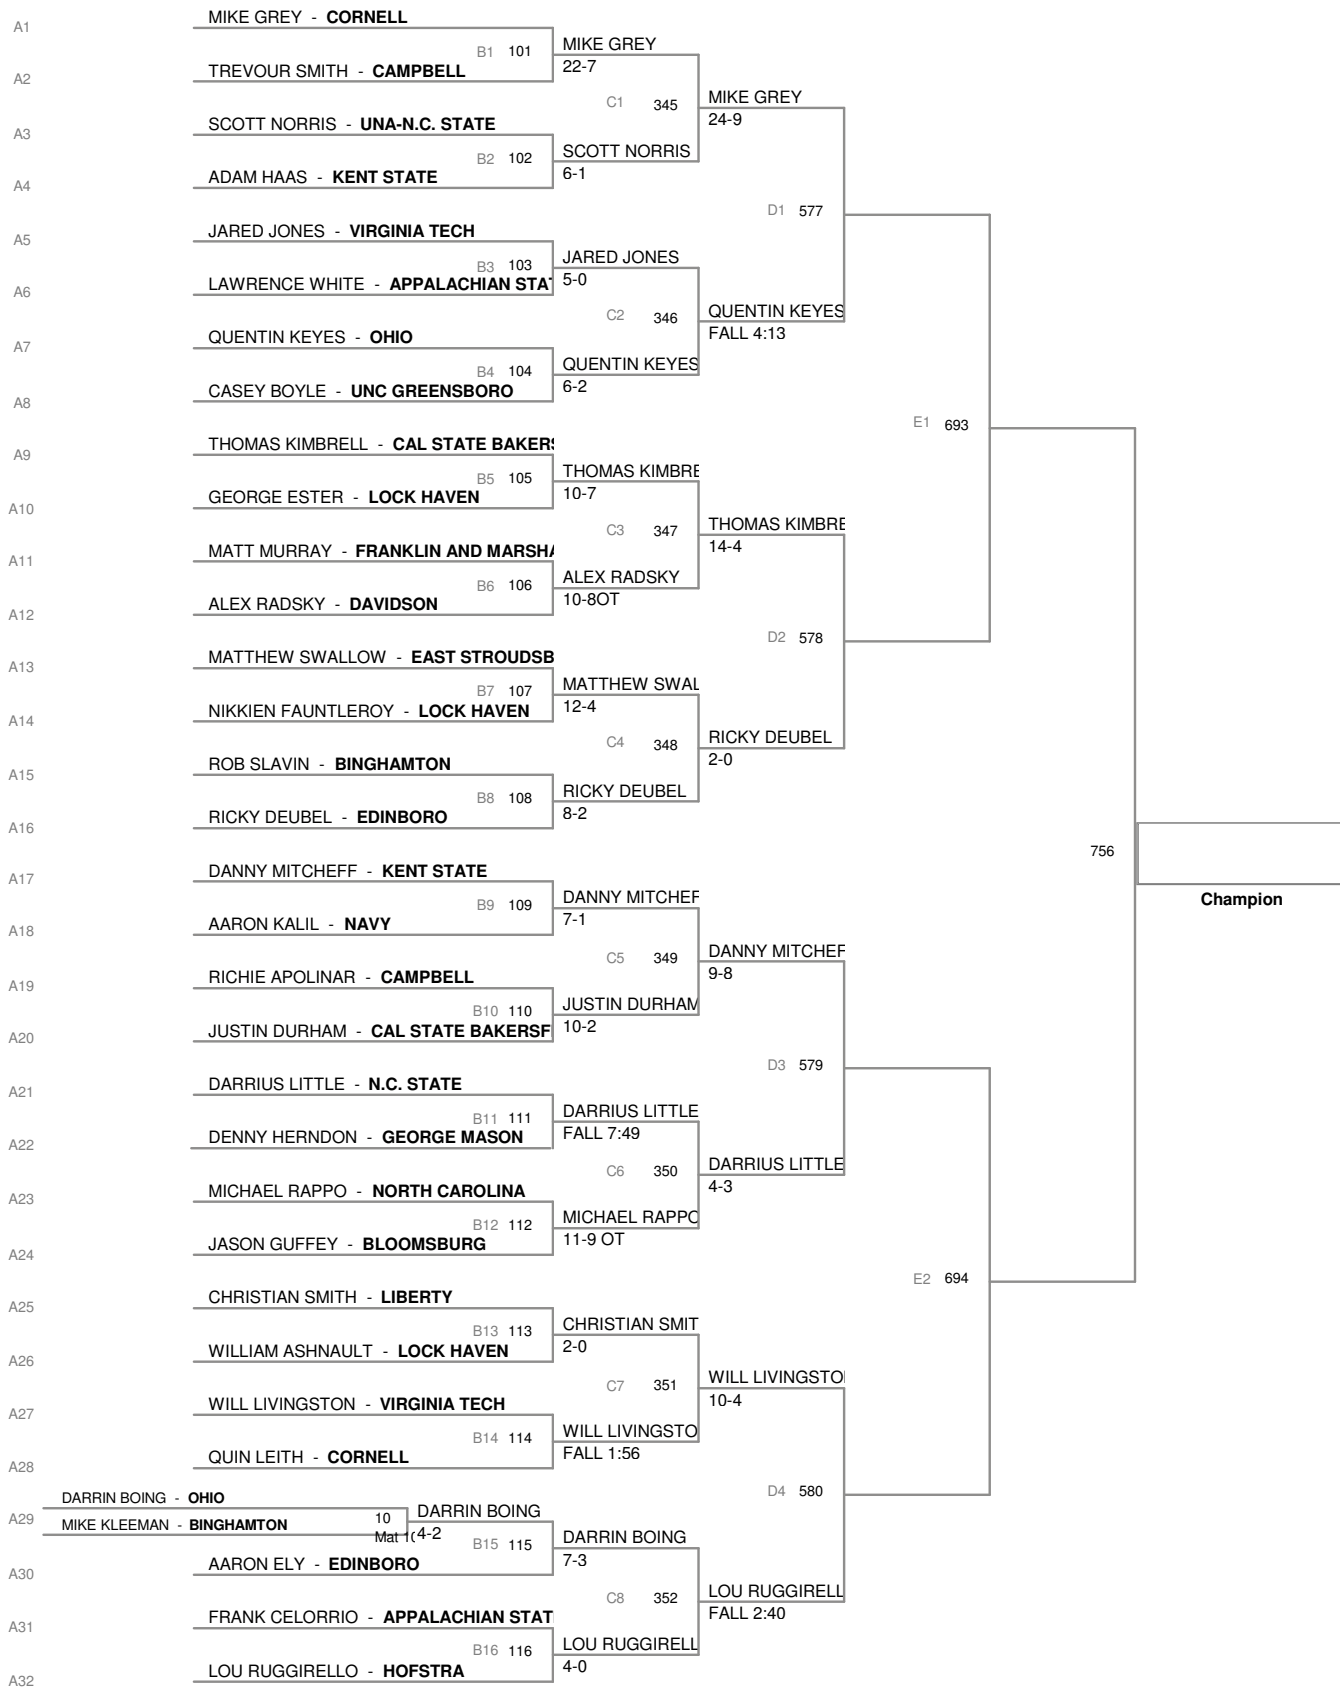 MIKE GREY - CORNELL
A1
MIKE GREY
B1 101
22-7
TREVOUR SMITH - CAMPBELL
A2
C1 345
MIKE GREY
24-9
SCOTT NORRIS - UNA-N.C. STATE
A3
SCOTT NORRIS
B2 102
6-1
ADAM HAAS - KENT STATE
A4
D1 577
JARED JONES - VIRGINIA TECH
A5
JARED JONES
B3 103
5-0
LAWRENCE WHITE - APPALACHIAN STAT
A6
C2 346
QUENTIN KEYES
FALL 4:13
QUENTIN KEYES - OHIO
A7
QUENTIN KEYES
B4 104
6-2
CASEY BOYLE - UNC GREENSBORO
A8
E1 693
THOMAS KIMBRELL - CAL STATE BAKERS
A9
THOMAS KIMBRE
B5 105
10-7
GEORGE ESTER - LOCK HAVEN
A10
C3 347
THOMAS KIMBRE
14-4
MATT MURRAY - FRANKLIN AND MARSHA
A11
ALEX RADSKY
B6 106
10-8OT
ALEX RADSKY - DAVIDSON
A12
D2 578
MATTHEW SWALLOW - EAST STROUDSB
A13
MATTHEW SWAL
B7 107
12-4
NIKKIEN FAUNTLEROY - LOCK HAVEN
A14
C4 348
RICKY DEUBEL
2-0
ROB SLAVIN - BINGHAMTON
A15
RICKY DEUBEL
B8 108
8-2
RICKY DEUBEL - EDINBORO
A16
756
Champion
DANNY MITCHEFF - KENT STATE
A17
DANNY MITCHEF
B9 109
7-1
AARON KALIL - NAVY
A18
C5 349
DANNY MITCHEF
9-8
RICHIE APOLINAR - CAMPBELL
A19
JUSTIN DURHAM
B10 110
10-2
JUSTIN DURHAM - CAL STATE BAKERSF
A20
D3 579
DARRIUS LITTLE - N.C. STATE
A21
DARRIUS LITTLE
B11 111
FALL 7:49
DENNY HERNDON - GEORGE MASON
A22
C6 350
DARRIUS LITTLE
4-3
MICHAEL RAPPO - NORTH CAROLINA
A23
MICHAEL RAPPO
B12 112
11-9 OT
JASON GUFFEY - BLOOMSBURG
A24
E2 694
CHRISTIAN SMITH - LIBERTY
A25
CHRISTIAN SMIT
B13 113
2-0
WILLIAM ASHNAULT - LOCK HAVEN
A26
C7 351
WILL LIVINGSTO
10-4
WILL LIVINGSTON - VIRGINIA TECH
A27
WILL LIVINGSTO
B14 114
FALL 1:56
QUIN LEITH - CORNELL
A28
D4 580
DARRIN BOING - OHIO
A29
10 DARRIN BOING
MIKE KLEEMAN - BINGHAMTON
Mat 10 4-2
DARRIN BOING
B15 115
7-3
AARON ELY - EDINBORO
A30
C8 352
LOU RUGGIRELL
FALL 2:40
FRANK CELORRIO - APPALACHIAN STAT
A31
LOU RUGGIRELL
B16 116
4-0
LOU RUGGIRELLO - HOFSTRA
A32